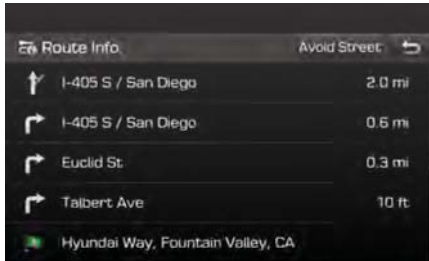 Route Info. Avoid Street
I-405 S / San Diego 2.0 mi
I-405 S / San Diego 0.6 mi
Euclid St. 0.3 mi
Talbert Ave 10 ft
Hyundai Way, Fountain Valley, CA